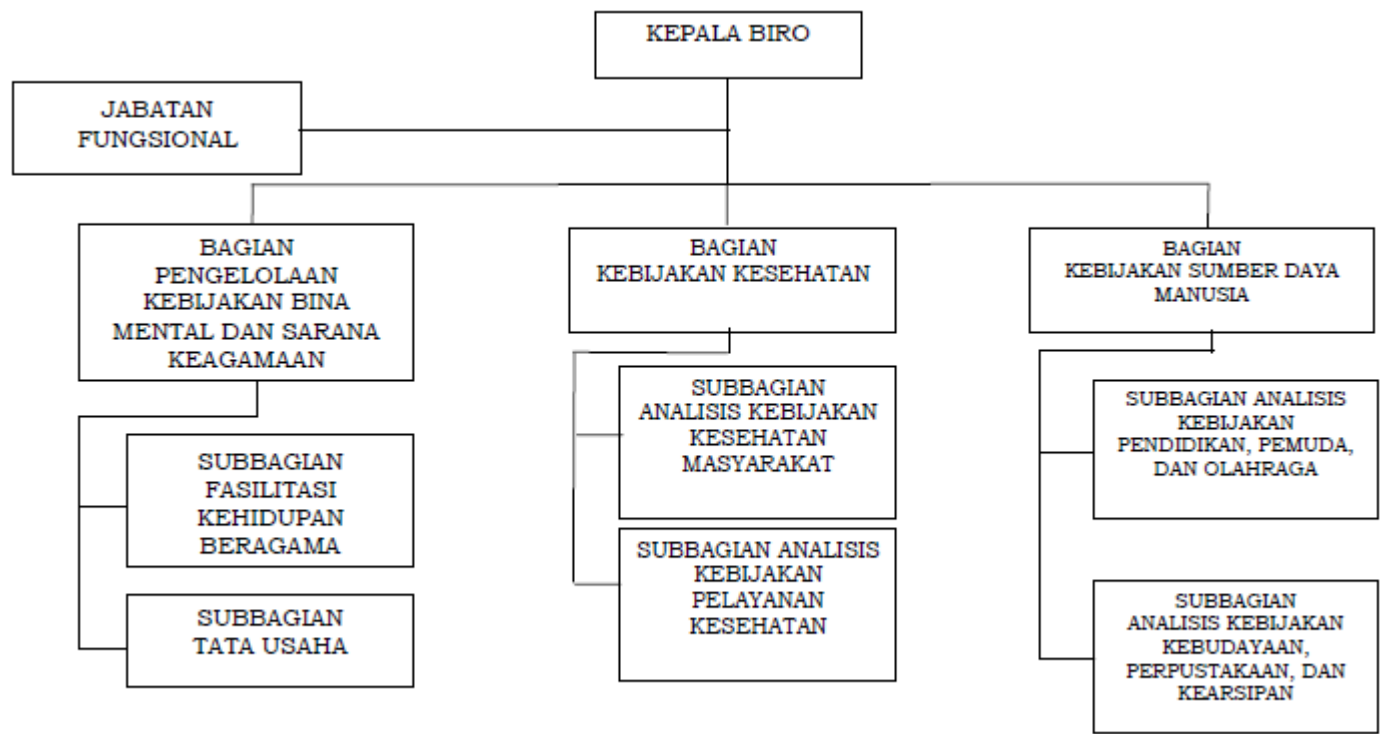 KEPALA BIRO
JABATAN
FUNGSIONAL
BAGIAN
PENGELOLAAN
KEBIJAKAN BINA
MENTAL DAN SARANA
KEAGAMAAN
SUBBAGIAN
FASILITASI
KEHIDUPAN
BERAGAMA
SUBBAGIAN
TATA USAHA
BAGIAN
KEBIJAKAN KESEHATAN
SUBBAGIAN
ANALISIS KEBIJAKAN
KESEHATAN
MASYARAKAT
SUBBAGIAN ANALISIS
KEBIJAKAN
PELAYANAN
KESEHATAN
BAGIAN
KEBIJAKAN SUMBER DAYA
MANUSIA
SUBBAGIAN ANALISIS
KEBIJAKAN
PENDIDIKAN, PEMUDA,
DAN OLAHRAGA
SUBBAGIAN
ANALISIS KEBIJAKAN
KEBUDAYAAN,
PERPUSTAKAAN, DAN
KEARSIPAN